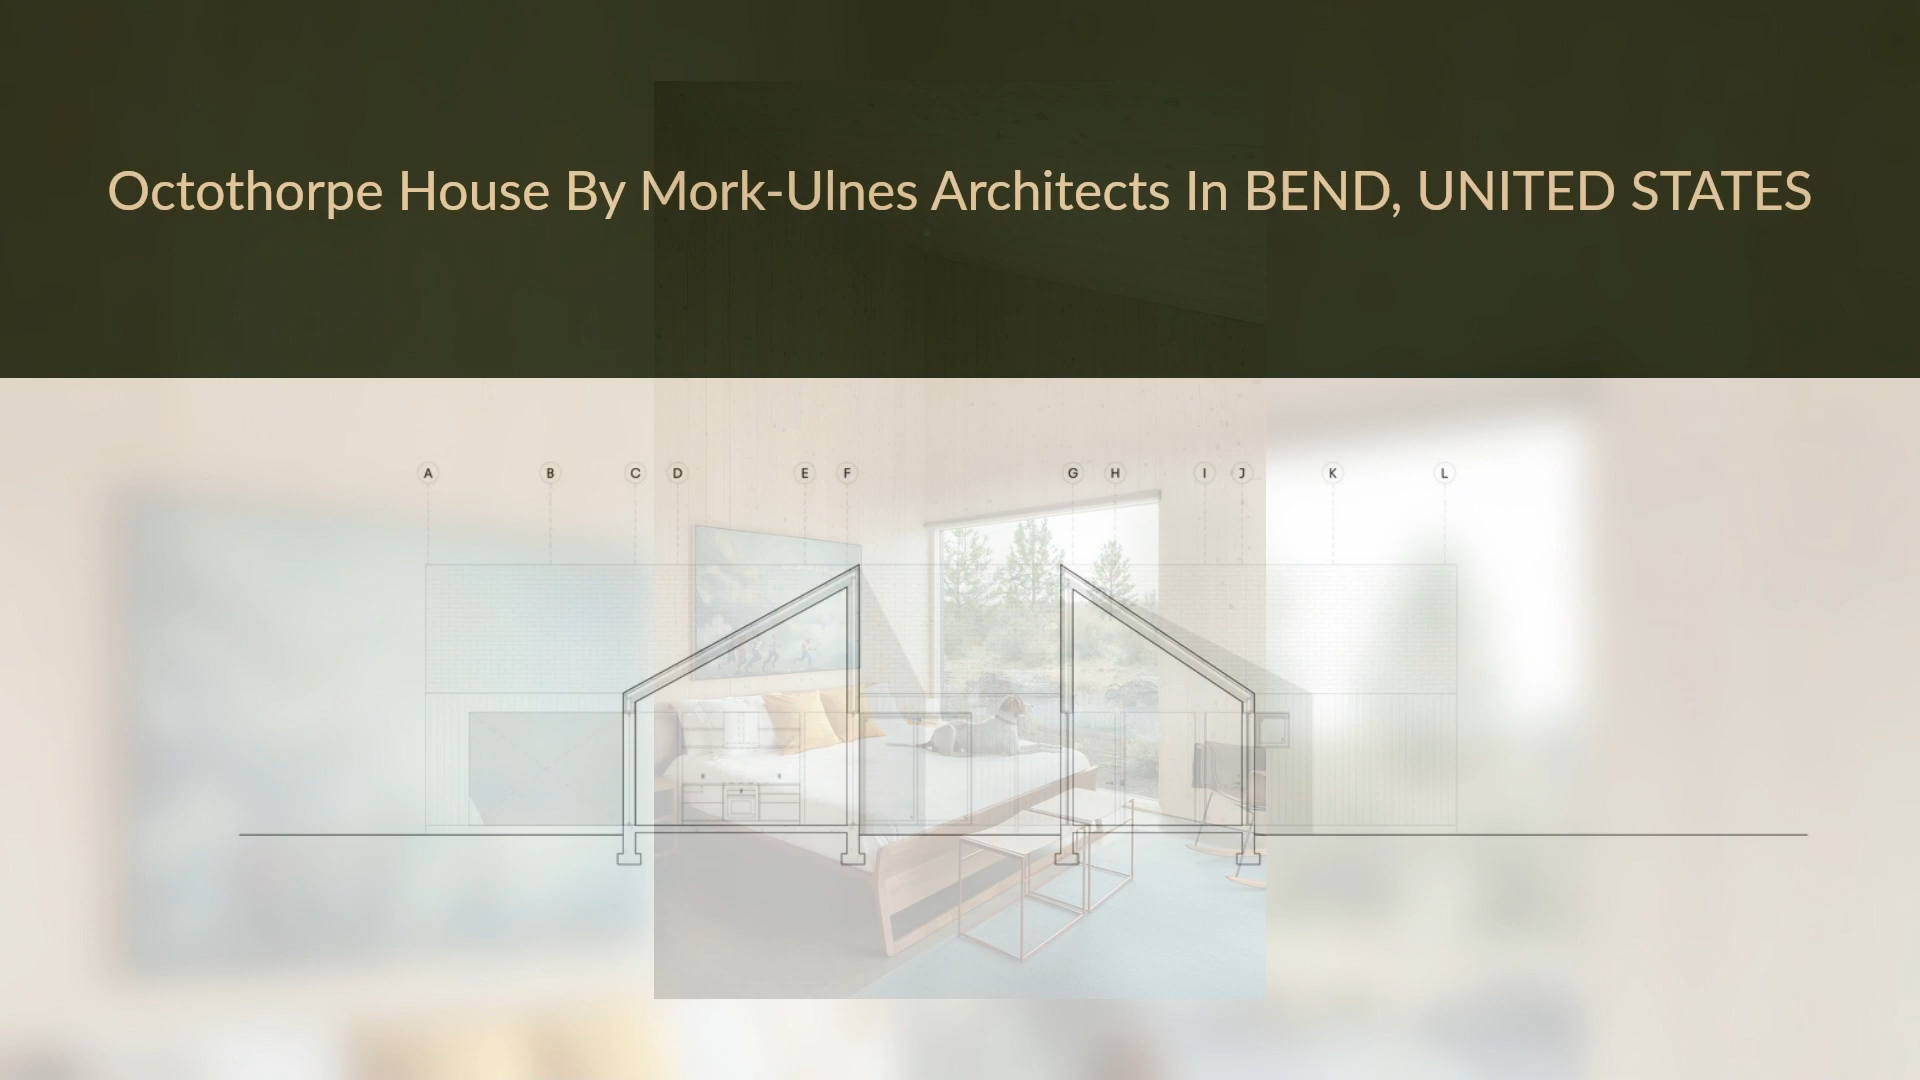 Octothorpe House By Mork-Ulnes Architects In BEND, UNITED STATES
A B C D E F G H I J K L